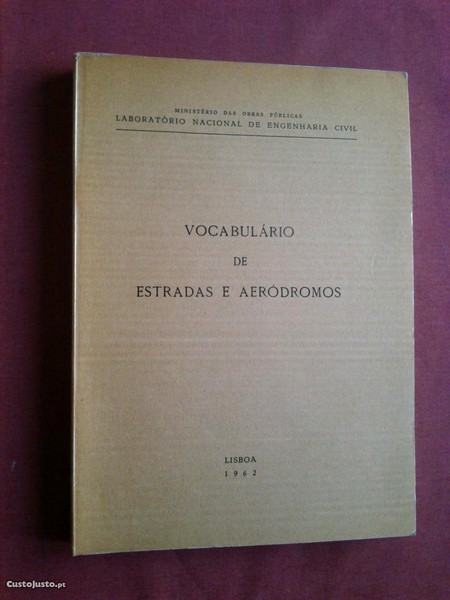 MINISTÉRIO DAS OBRAS PÚBLICAS
LABORATÓRIO NACIONAL DE ENGENHARIA CIVIL
VOCABULÁRIO
DE
ESTRADAS E AERÓDROMOS
LISBOA
1962
CustoJusto.pt